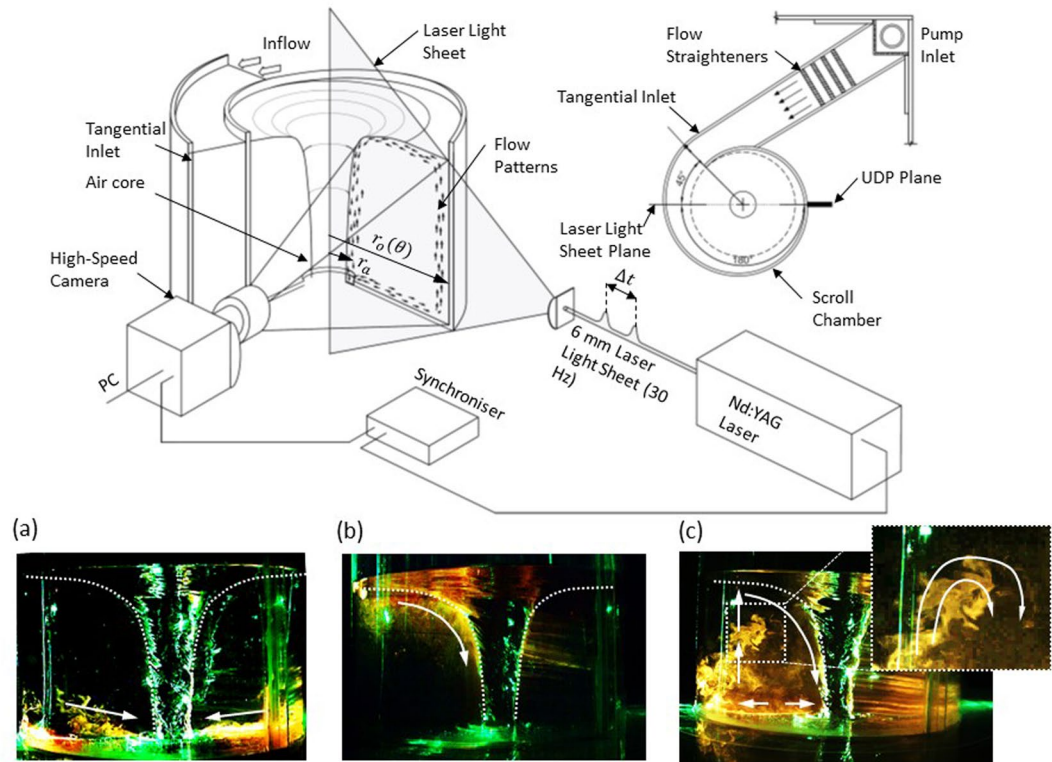 Inflow
Laser Light
Sheet
Tangential
Inlet
Air core
High-Speed
Camera
Flow
Patterns
r_o(θ)
r_a
PC
Synchroniser
Δt
6 mm Laser
Light Sheet (30
Hz)
Nd:YAG
Laser
Flow
Straighteners
Pump
Inlet
Tangential Inlet
45°
UDP Plane
Laser Light
Sheet Plane
180°
Scroll
Chamber
(a)
(b)
(c)